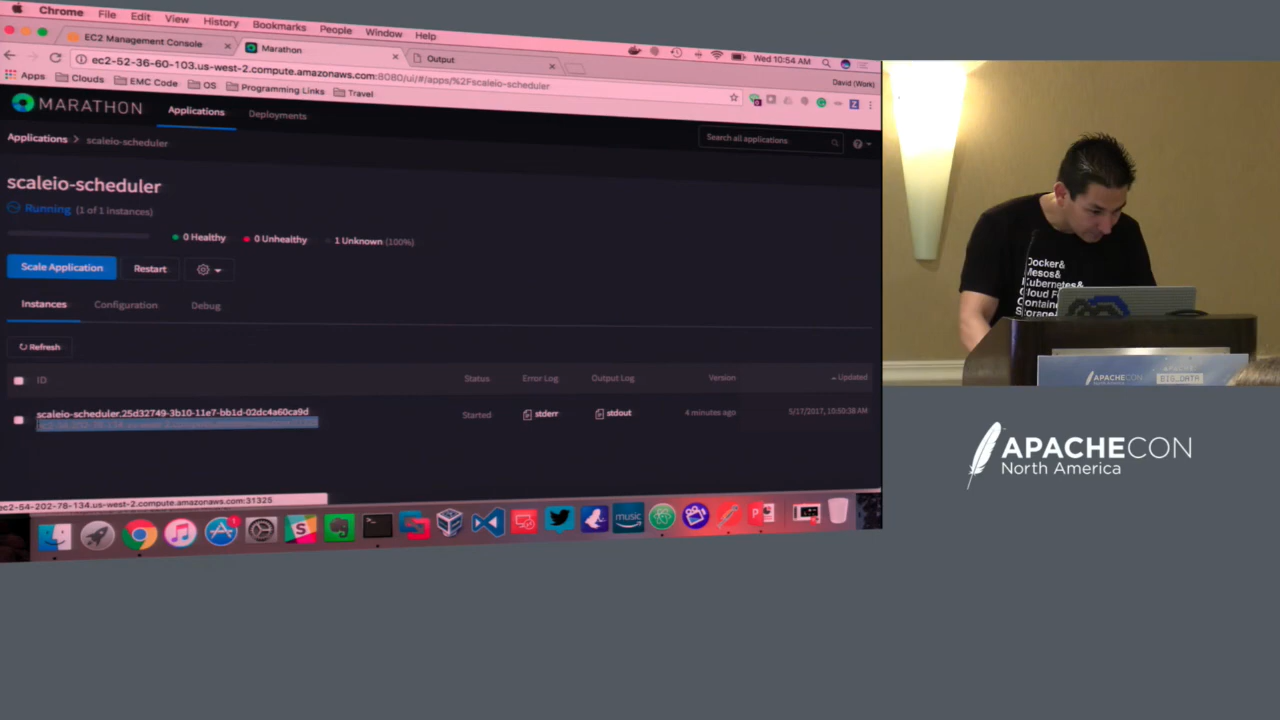 Chrome File Edit View History Bookmarks People Window Help
Wed 10:54 AM
EC2 Management Console
Marathon
Output
David (Work)
ec2-52-36-60-103.us-west-2.compute.amazonaws.com:8080/ui/#/apps/%2Fscaleio-scheduler
Apps Clouds EMC Code OS Programming Links Travel
MARATHON Applications Deployments
Search all applications
Applications > scaleio-scheduler
scaleio-scheduler
Running (1 of 1 instances)
0 Healthy 0 Unhealthy 1 Unknown (100%)
Scale Application Restart
Instances Configuration Debug
Refresh
ID Status Error Log Output Log Version Updated
scaleio-scheduler.25d32749-3b10-11e7-bb1d-02dc4a60ca9d Started stderr stdout 4 minutes ago 5/17/2017, 10:50:38 AM
ec2-54-202-78-134.us-west-2.compute.amazonaws.com:31325
music
Docker&
Mesos&
Kubernetes&
Cloud F
Containe
Storage
APACHECON
North America
APACHE
BIG_DATA
APACHECON
North America